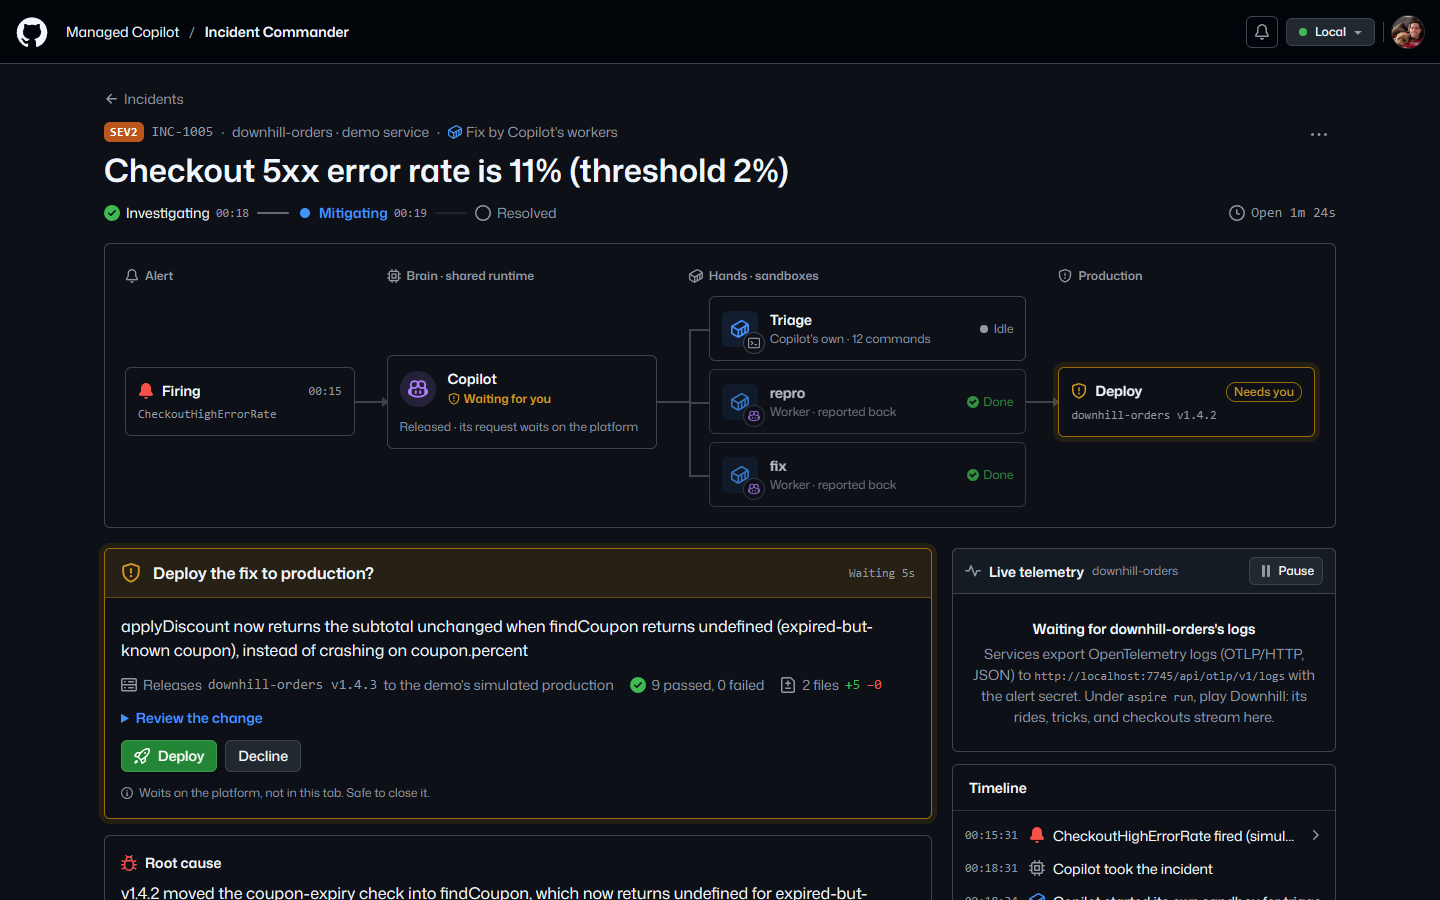 Managed Copilot / Incident Commander
Local
Incidents
SEV2 INC-1005 · downhill-orders · demo service · Fix by Copilot's workers
Checkout 5xx error rate is 11% (threshold 2%)
Investigating 00:18 Mitigating 00:19 Resolved
Open 1m 24s
Alert
Brain · shared runtime
Hands · sandboxes
Production
Firing 00:15
CheckoutHighErrorRate
Copilot
Waiting for you
Released · its request waits on the platform
Triage
Copilot's own · 12 commands
Idle
repro
Worker · reported back
Done
fix
Worker · reported back
Done
Deploy Needs you
downhill-orders v1.4.2
Deploy the fix to production? Waiting 5s
applyDiscount now returns the subtotal unchanged when findCoupon returns undefined (expired-but-
known coupon), instead of crashing on coupon.percent
Releases downhill-orders v1.4.3 to the demo's simulated production 9 passed, 0 failed 2 files +5 −0
Review the change
Deploy Decline
Waits on the platform, not in this tab. Safe to close it.
Root cause
v1.4.2 moved the coupon-expiry check into findCoupon, which now returns undefined for expired-but-
Live telemetry downhill-orders Pause
Waiting for downhill-orders's logs
Services export OpenTelemetry logs (OTLP/HTTP,
JSON) to http://localhost:7745/api/otlp/v1/logs with
the alert secret. Under aspire run, play Downhill: its
rides, tricks, and checkouts stream here.
Timeline
00:15:31 CheckoutHighErrorRate fired (simul...
00:18:31 Copilot took the incident
00:18:34 Copilot started its own sandbox for triage